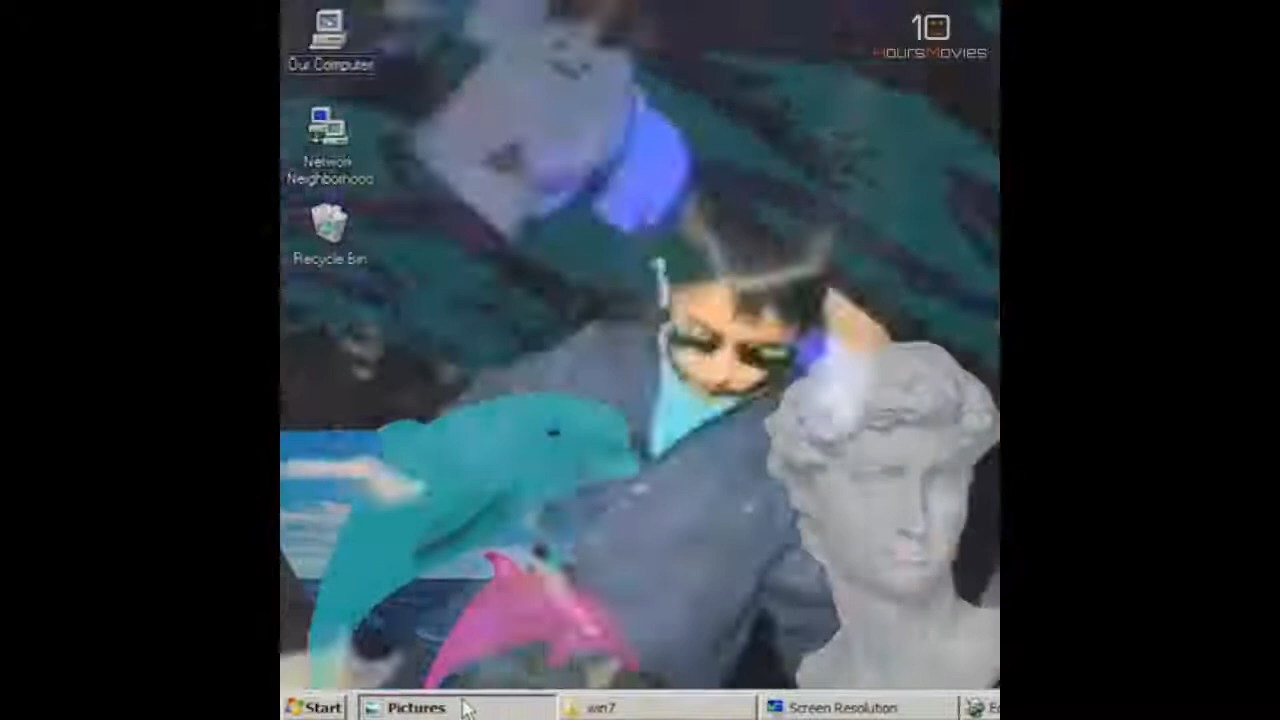 10
HoursMovies
Our Computer
Network
Neighborhood
Recycle Bin
Start
Pictures
win7
Screen Resolution